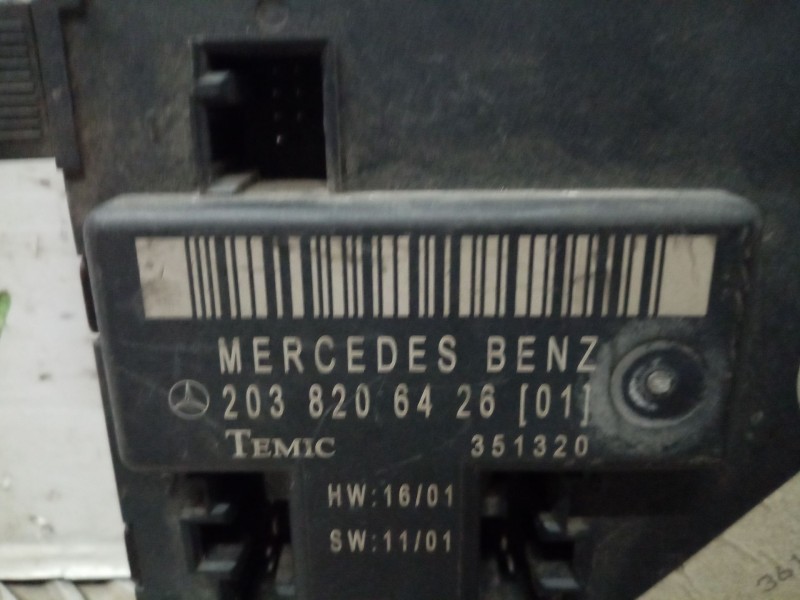 MERCEDES BENZ
203 820 64 26 [01]
TEMIC 351320
HW:16/01
SW:11/01